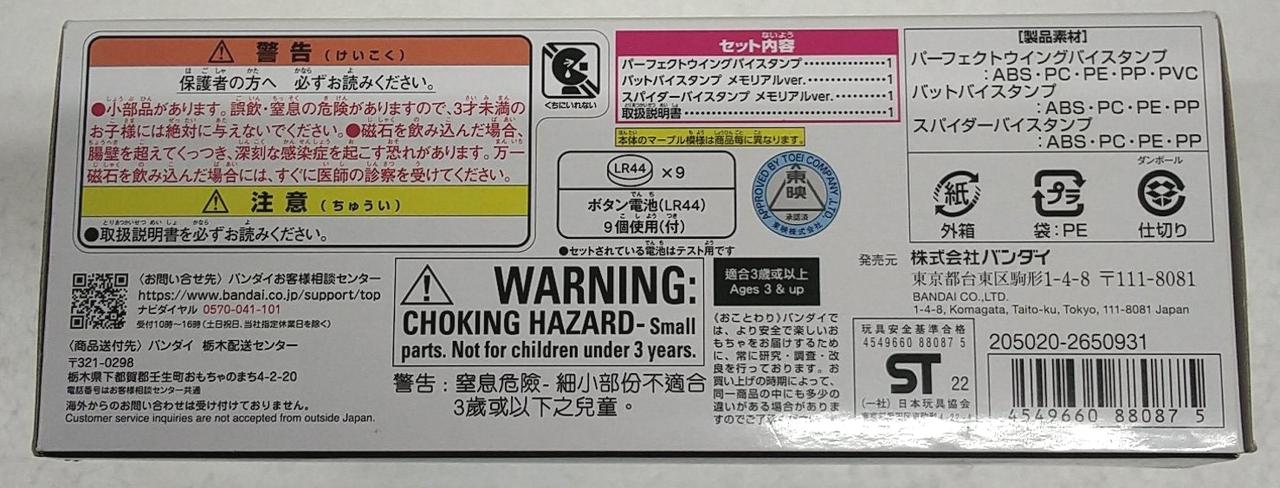 警告(けいこく)
保護者の方へ 必ずお読みください。
●小部品があります。誤飲・窒息の危険がありますので、3才未満の
お子様には絶対に与えないでください。●磁石を飲み込んだ場合、
腸壁を超えてくっつき、深刻な感染症を起こす恐れがあります。万一
磁石を飲み込んだ場合には、すぐに医師の診察を受けてください。
注意(ちゅうい)
●取扱説明書を必ずお読みください。
くちにいれない
セット内容
パーフェクトウイングバイスタンプ 1
バットバイスタンプ メモリアルver. 1
スパイダーバイスタンプ メモリアルver. 1
取扱説明書 1
本体のマーブル模様は商品毎に異なります。
LR44 ×9
ボタン電池(LR44)
9個使用(付)
●セットされている電池はテスト用です
APPROVED BY TOEI COMPANY, LTD.
東映
承認済
東映株式会社
[製品素材]
パーフェクトウイングバイスタンプ
:ABS・PC・PE・PP・PVC
バットバイスタンプ
:ABS・PC・PE・PP
スパイダーバイスタンプ
:ABS・PC・PE・PP
紙
外箱
プラ
袋:PE
ダンボール
仕切り
〈お問い合せ先〉バンダイお客様相談センター
https://www.bandai.co.jp/support/top
ナビダイヤル 0570-041-101
受付10時~16時(土日祝日、当社指定休業日を除く)
〈商品送付先〉バンダイ 栃木配送センター
〒321-0298
栃木県下都賀郡壬生町おもちゃのまち4-2-20
電話番号はお客様相談センター共通
海外からのお問い合わせは受け付けておりません。
Customer service inquiries are not accepted from outside Japan.
WARNING:
CHOKING HAZARD- Small
parts. Not for children under 3 years.
警告:窒息危險-細小部份不適合
3歲或以下之兒童。
適合3歲或以上
Ages 3 & up
〈おことわり〉バンダイで
は、より安全で楽しいお
もちゃをお届けするため
に、常に研究・調査・改
良を行っております。お
買い上げの時期によって、
同一商品の中にも多少の
違いがある場合がありま
すのでご了承ください。
発売元 株式会社バンダイ
東京都台東区駒形1-4-8 〒111-8081
BANDAI CO.,LTD.
1-4-8, Komagata, Taito-ku, Tokyo, 111-8081 Japan
玩具安全基準合格
4549660 88087 5
ST 22
(一社)日本玩具協会
205020-2650931
4549660 88087 5